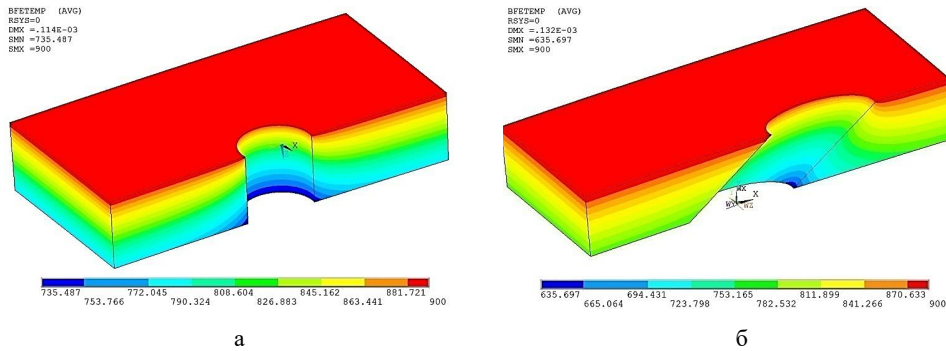 BFETEMP (AVG)
RSYS=0
DMX =.114E-03
SMN =735.487
SMX =900
X
735.487 772.045 808.604 845.162 881.721
753.766 790.324 826.883 863.441 900
а
BFETEMP (AVG)
RSYS=0
DMX =.132E-03
SMN =635.697
SMX =900
WX
X
WY WZ
635.697 694.431 753.165 811.899 870.633
665.064 723.798 782.532 841.266 900
б